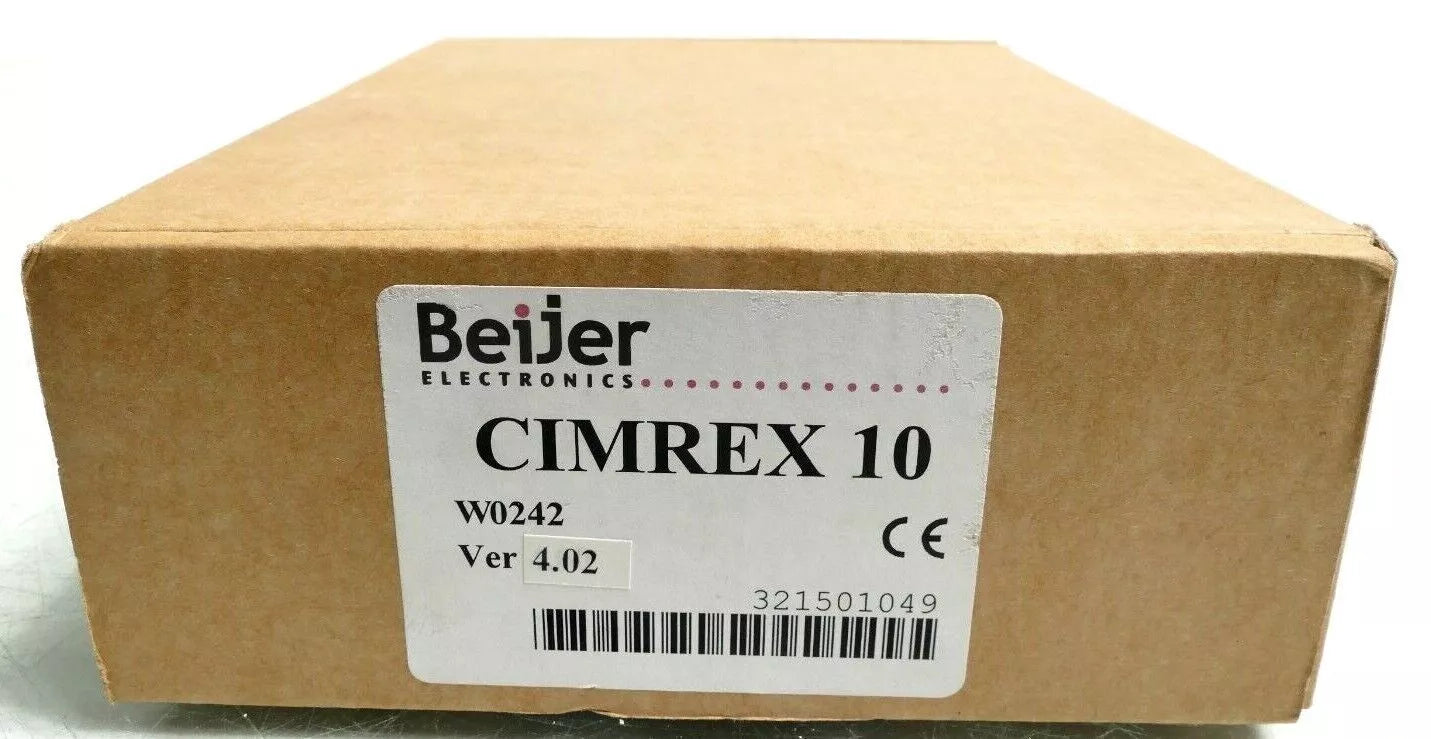 Beijer
ELECTRONICS
CIMREX 10
W0242
CE
Ver 4.02
321501049